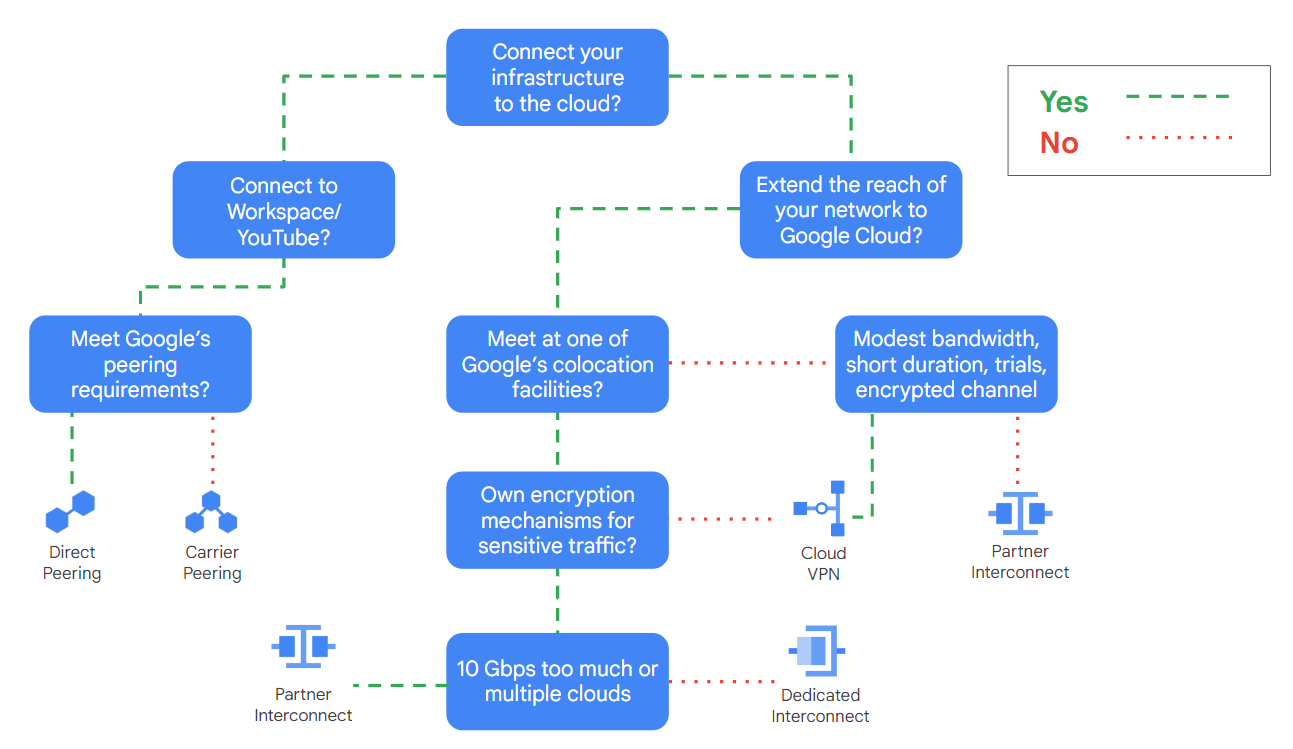 Connect your
infrastructure
to the cloud?
Yes
No
Connect to
Workspace/
YouTube?
Extend the reach of
your network to
Google Cloud?
Meet Google’s
peering
requirements?
Meet at one of
Google’s colocation
facilities?
Modest bandwidth,
short duration, trials,
encrypted channel
Own encryption
mechanisms for
sensitive traffic?
Direct
Peering
Carrier
Peering
Cloud
VPN
Partner
Interconnect
10 Gbps too much or
multiple clouds
Partner
Interconnect
Dedicated
Interconnect